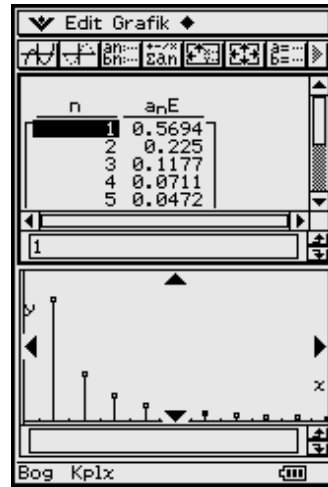 Edit Grafik
n anE
1 0.5694
2 0.225
3 0.1177
4 0.0711
5 0.0472
1
y
x
Bog Kplx